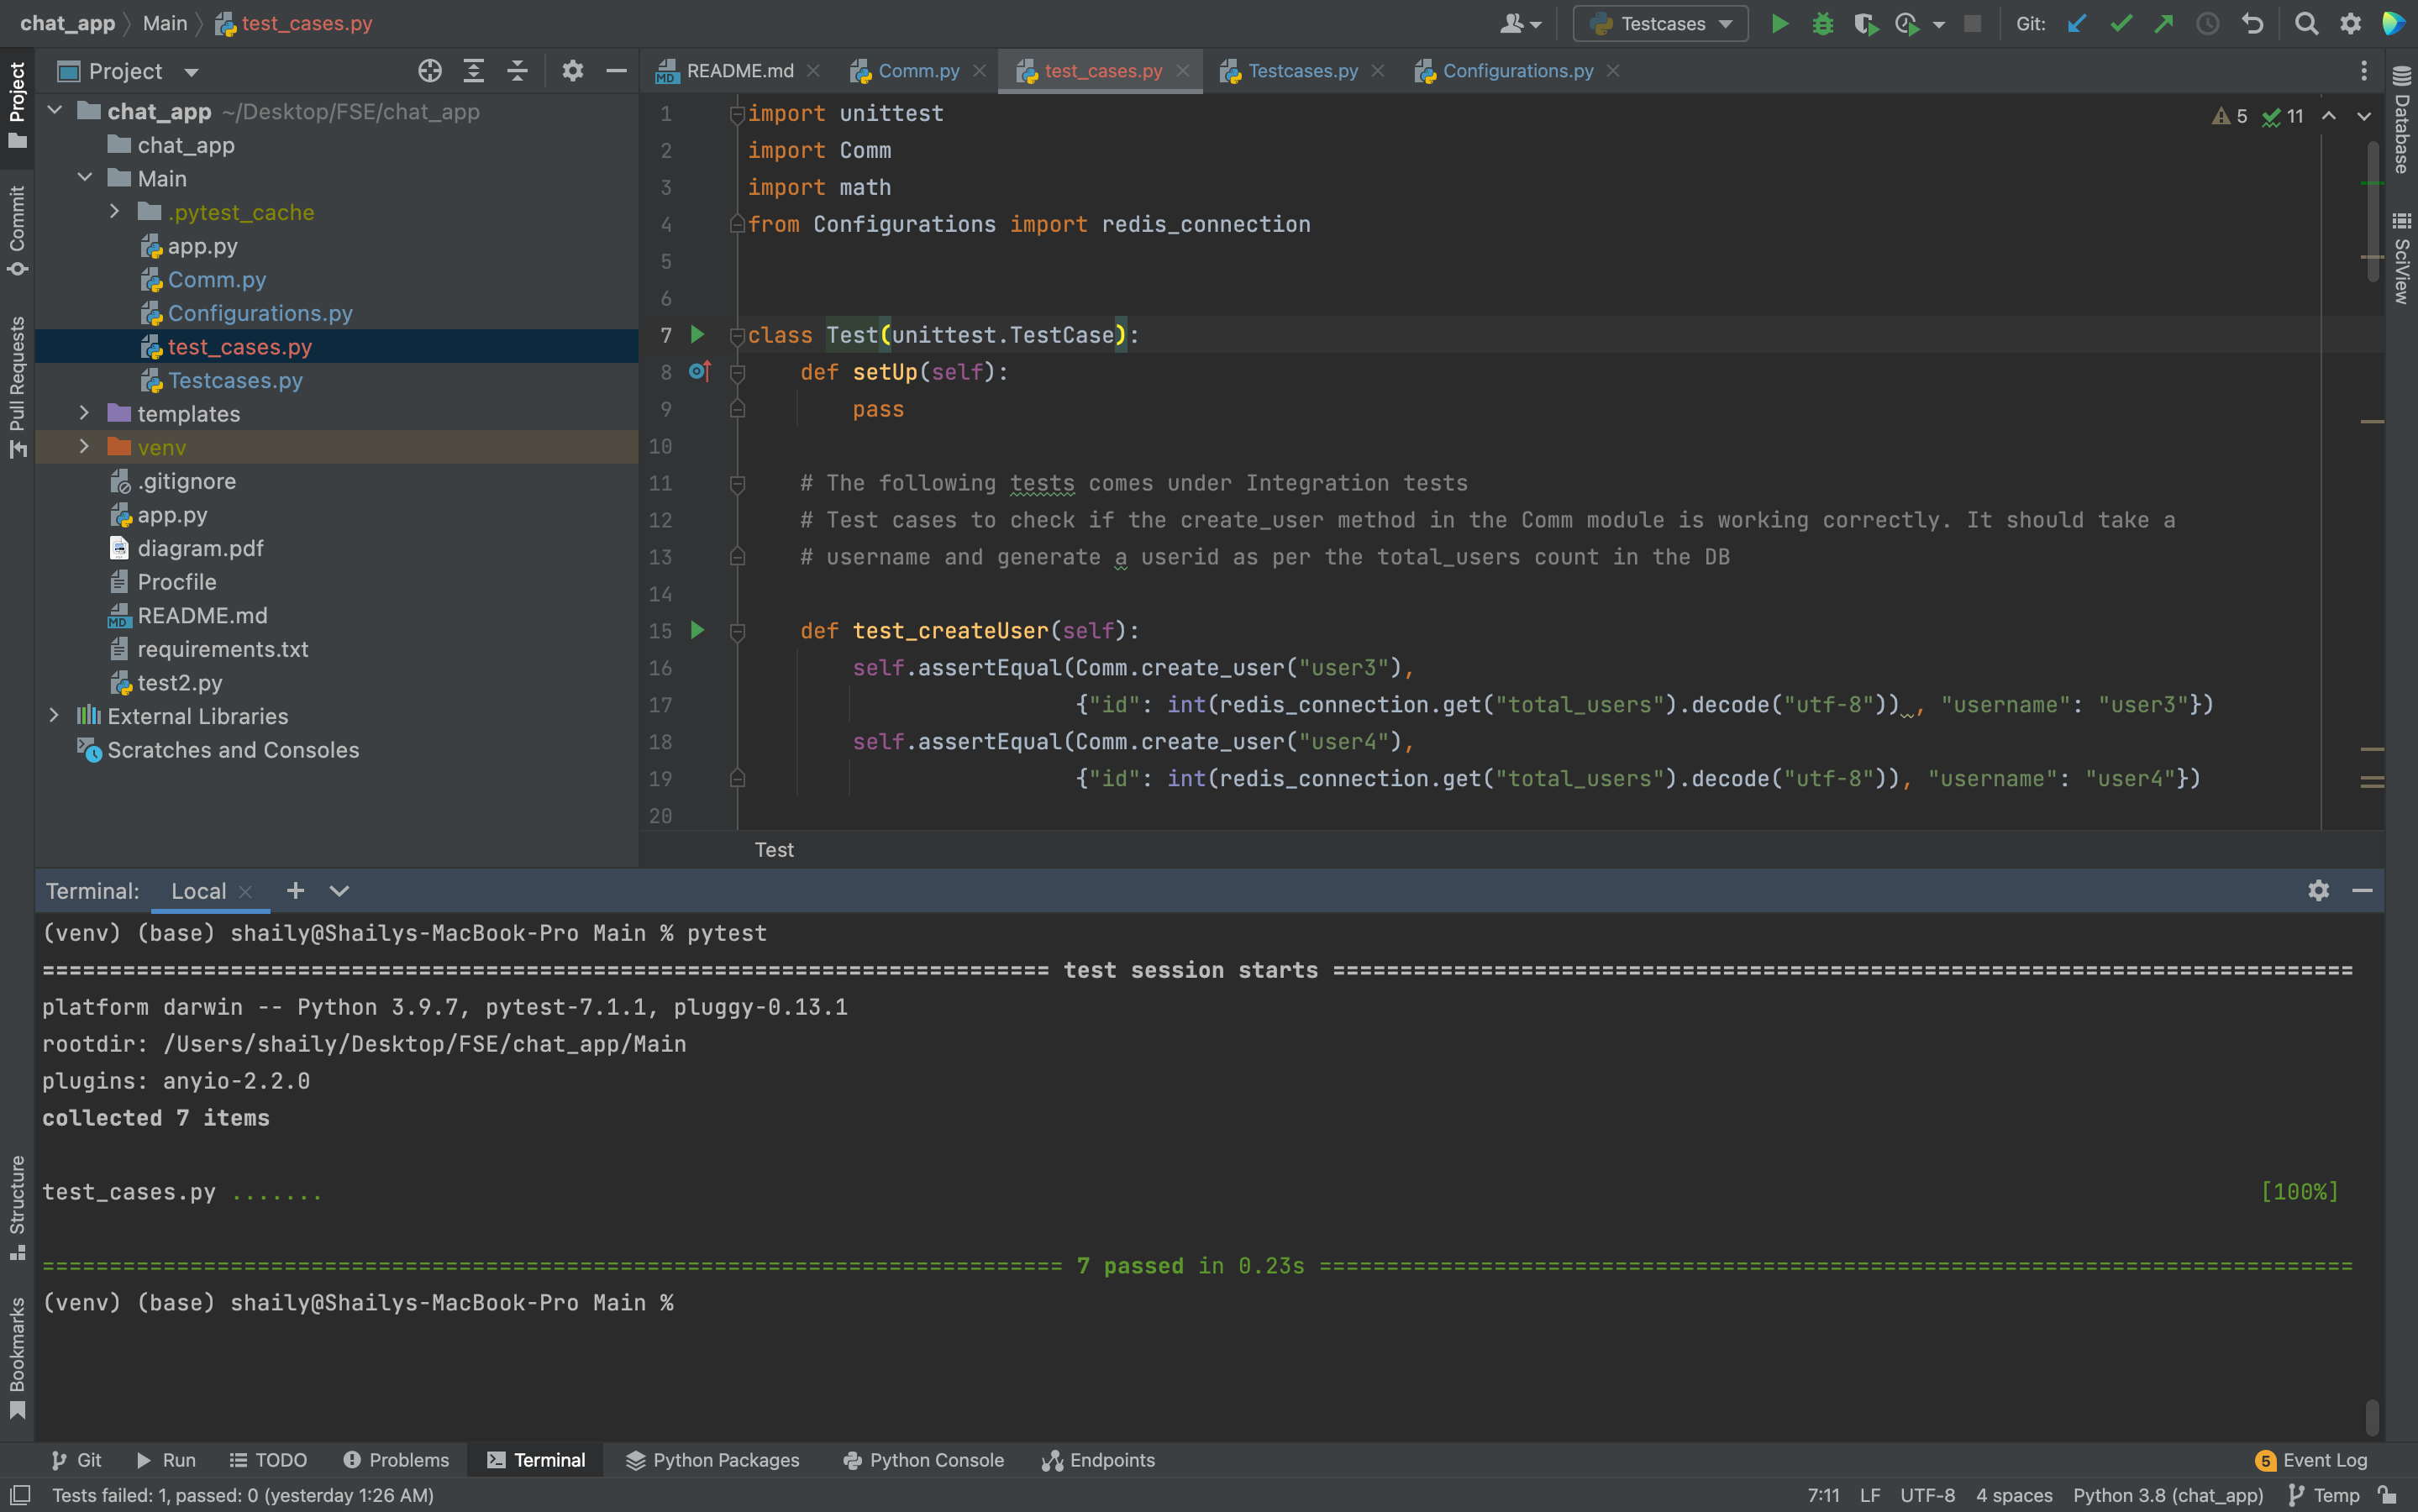 chat_app Main test_cases.py
Testcases
Git:
Project
README.md
Comm.py
test_cases.py
Testcases.py
Configurations.py
Project
Commit
Pull Requests
Structure
Bookmarks
Database
SciView
chat_app ~/Desktop/FSE/chat_app
chat_app
Main
.pytest_cache
app.py
Comm.py
Configurations.py
test_cases.py
Testcases.py
templates
venv
.gitignore
app.py
diagram.pdf
Procfile
README.md
requirements.txt
test2.py
External Libraries
Scratches and Consoles
5 11
1 import unittest
2 import Comm
3 import math
4 from Configurations import redis_connection
5
6
7 class Test(unittest.TestCase):
8 def setUp(self):
9 pass
10
11 # The following tests comes under Integration tests
12 # Test cases to check if the create_user method in the Comm module is working correctly. It should take a
13 # username and generate a userid as per the total_users count in the DB
14
15 def test_createUser(self):
16 self.assertEqual(Comm.create_user("user3"),
17 {"id": int(redis_connection.get("total_users").decode("utf-8")) , "username": "user3"})
18 self.assertEqual(Comm.create_user("user4"),
19 {"id": int(redis_connection.get("total_users").decode("utf-8")), "username": "user4"})
20
Test
Terminal: Local
(venv) (base) shaily@Shailys-MacBook-Pro Main % pytest
=========================================================================== test session starts ============================================================================
platform darwin -- Python 3.9.7, pytest-7.1.1, pluggy-0.13.1
rootdir: /Users/shaily/Desktop/FSE/chat_app/Main
plugins: anyio-2.2.0
collected 7 items
test_cases.py ....... [100%]
============================================================================ 7 passed in 0.23s =============================================================================
(venv) (base) shaily@Shailys-MacBook-Pro Main %
Git Run TODO Problems Terminal Python Packages Python Console Endpoints 5 Event Log
Tests failed: 1, passed: 0 (yesterday 1:26 AM) 7:11 LF UTF-8 4 spaces Python 3.8 (chat_app) Temp